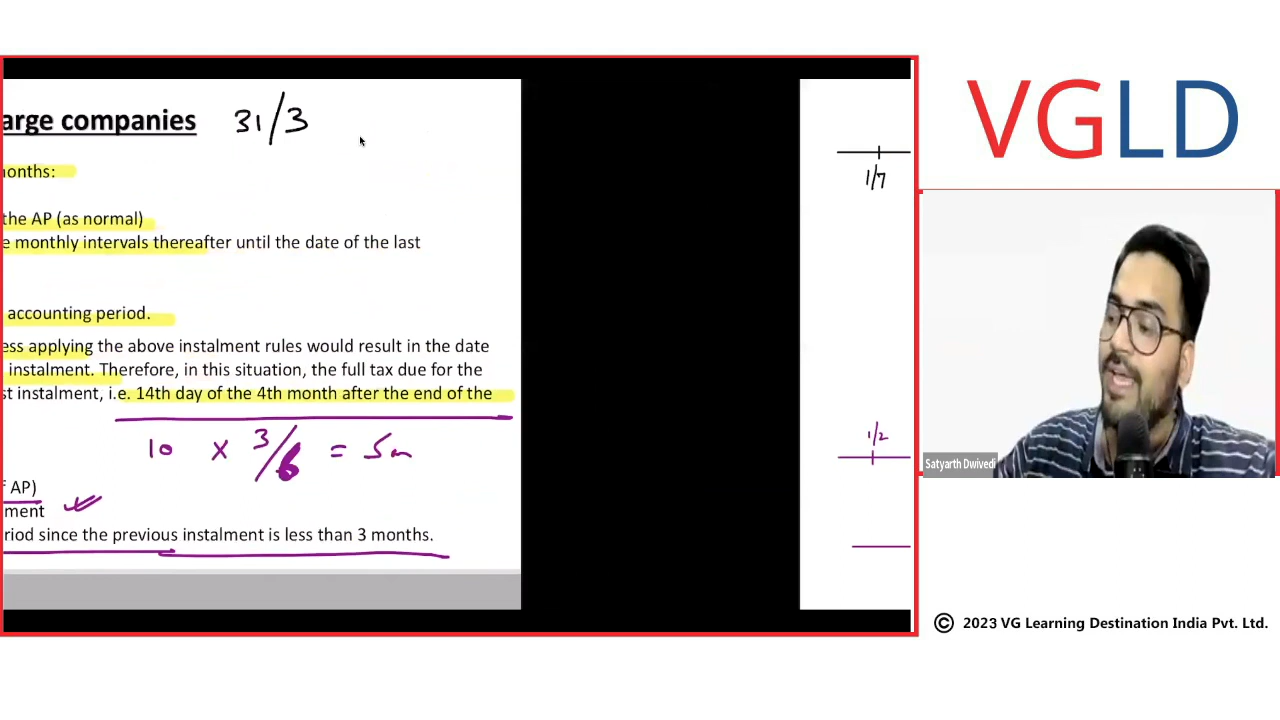 arge companies 31/3
onths:
the AP (as normal)
e monthly intervals thereafter until the date of the last
accounting period.
ess applying the above instalment rules would result in the date
instalment. Therefore, in this situation, the full tax due for the
st instalment, i.e. 14th day of the 4th month after the end of the
10 x 3/6 = 5m
f AP)
ment
riod since the previous instalment is less than 3 months.
1/7
1/2
VGLD
Satyarth Dwivedi
© 2023 VG Learning Destination India Pvt. Ltd.